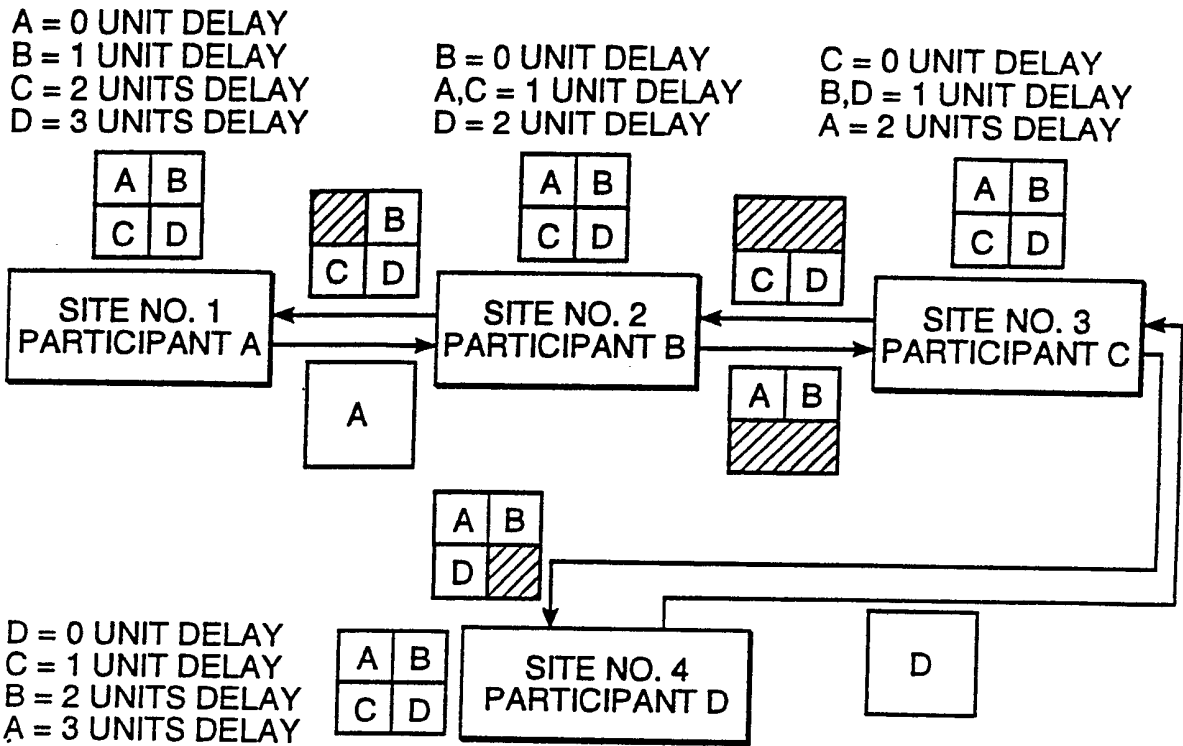 A = 0 UNIT DELAY
B = 1 UNIT DELAY
C = 2 UNITS DELAY
D = 3 UNITS DELAY
B = 0 UNIT DELAY
A,C = 1 UNIT DELAY
D = 2 UNIT DELAY
C = 0 UNIT DELAY
B,D = 1 UNIT DELAY
A = 2 UNITS DELAY
A B
C D
B
C D
A B
C D
C D
A B
C D
SITE NO. 1
PARTICIPANT A
SITE NO. 2
PARTICIPANT B
SITE NO. 3
PARTICIPANT C
A
A B
A B
D
D = 0 UNIT DELAY
C = 1 UNIT DELAY
B = 2 UNITS DELAY
A = 3 UNITS DELAY
A B
C D
SITE NO. 4
PARTICIPANT D
D